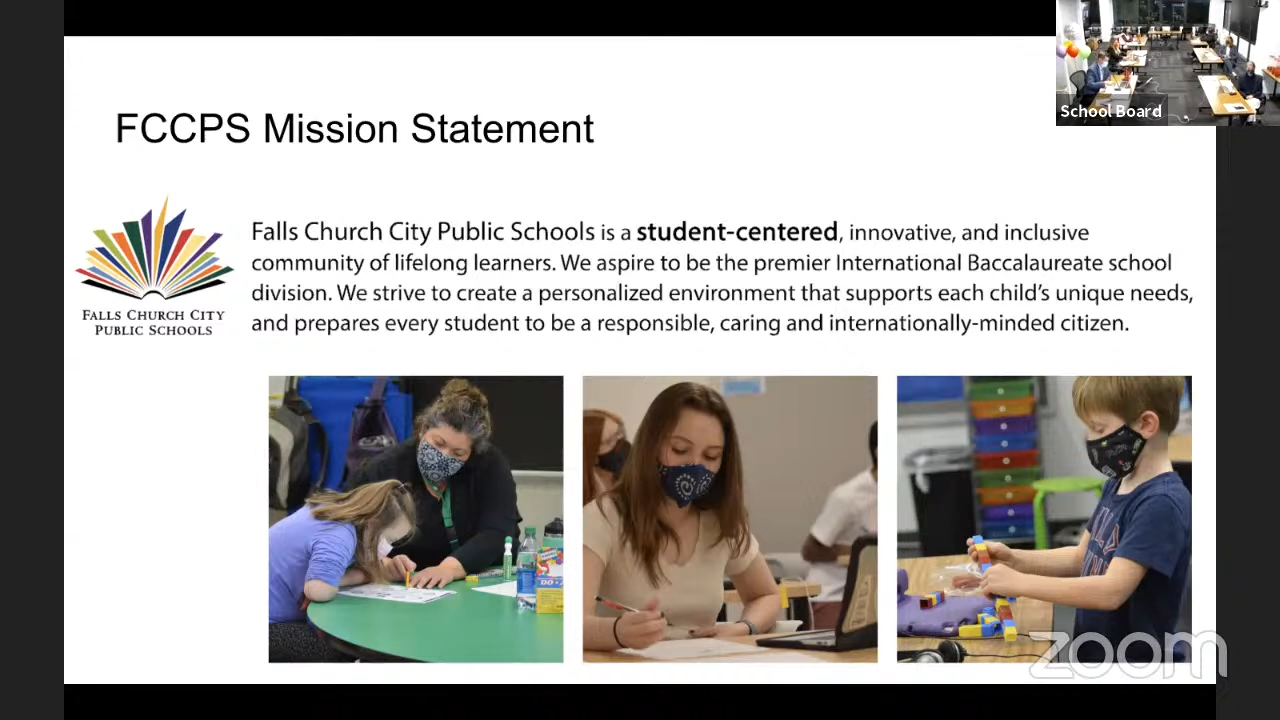 School Board
FCCPS Mission Statement
FALLS CHURCH CITY
PUBLIC SCHOOLS
Falls Church City Public Schools is a student-centered, innovative, and inclusive
community of lifelong learners. We aspire to be the premier International Baccalaureate school
division. We strive to create a personalized environment that supports each child's unique needs,
and prepares every student to be a responsible, caring and internationally-minded citizen.
zoom